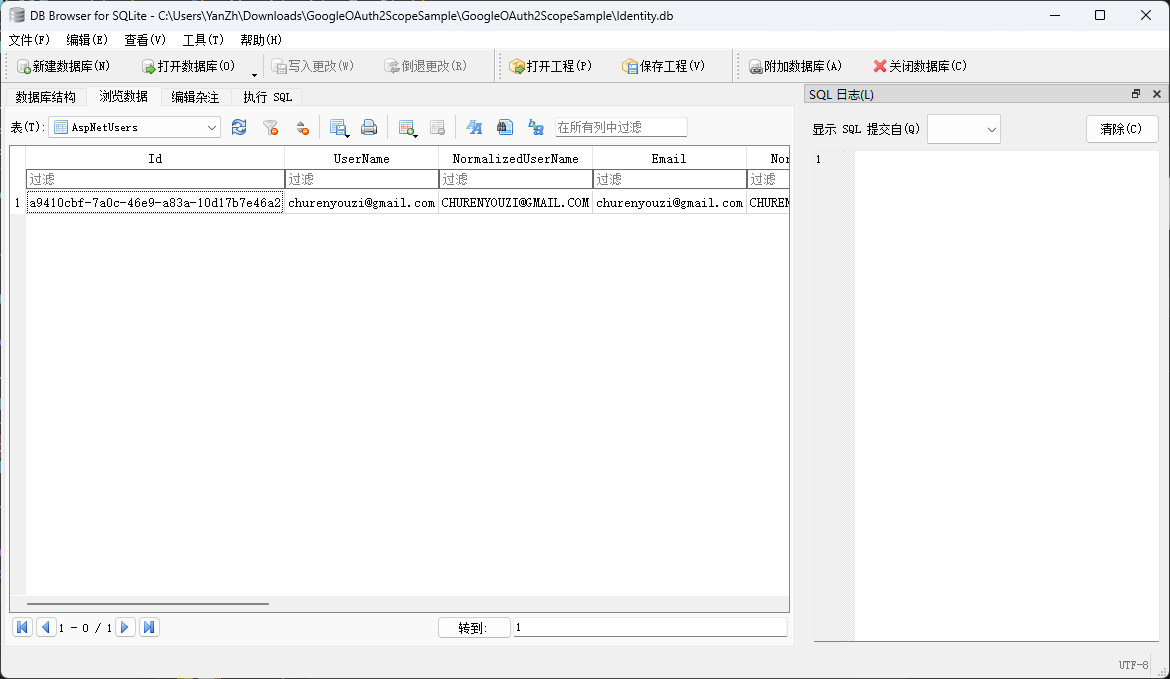 DB Browser for SQLite - C:\Users\YanZh\Downloads\GoogleOAuth2ScopeSample\GoogleOAuth2ScopeSample\Identity.db
文件(F) 编辑(E) 查看(V) 工具(T) 帮助(H)
新建数据库(N) 打开数据库(O) 写入更改(W) 倒退更改(R) 打开工程(P) 保存工程(V) 附加数据库(A) 关闭数据库(C)
数据库结构 浏览数据 编辑杂注 执行 SQL
SQL 日志(L)
表(T): AspNetUsers 在所有列中过滤
显示 SQL 提交自(Q) 清除(C)
Id UserName NormalizedUserName Email Nor
过滤 过滤 过滤 过滤 过滤
1 a9410cbf-7a0c-46e9-a83a-10d17b7e46a2 churenyouzi@gmail.com CHURENYOUZI@GMAIL.COM churenyouzi@gmail.com CHUREN
1
1 - 0 / 1 转到: 1
UTF-8